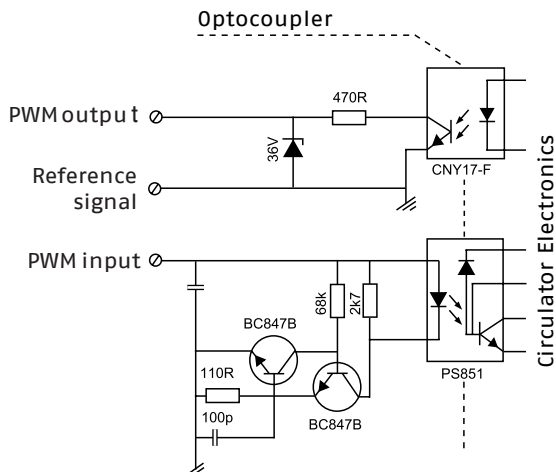 Optocoupler
470R
PWM output
36V
Reference
signal
CNY17-F
PWM input
68k
2k7
BC847B
110R
100p
BC847B
PS851
Circulator Electronics